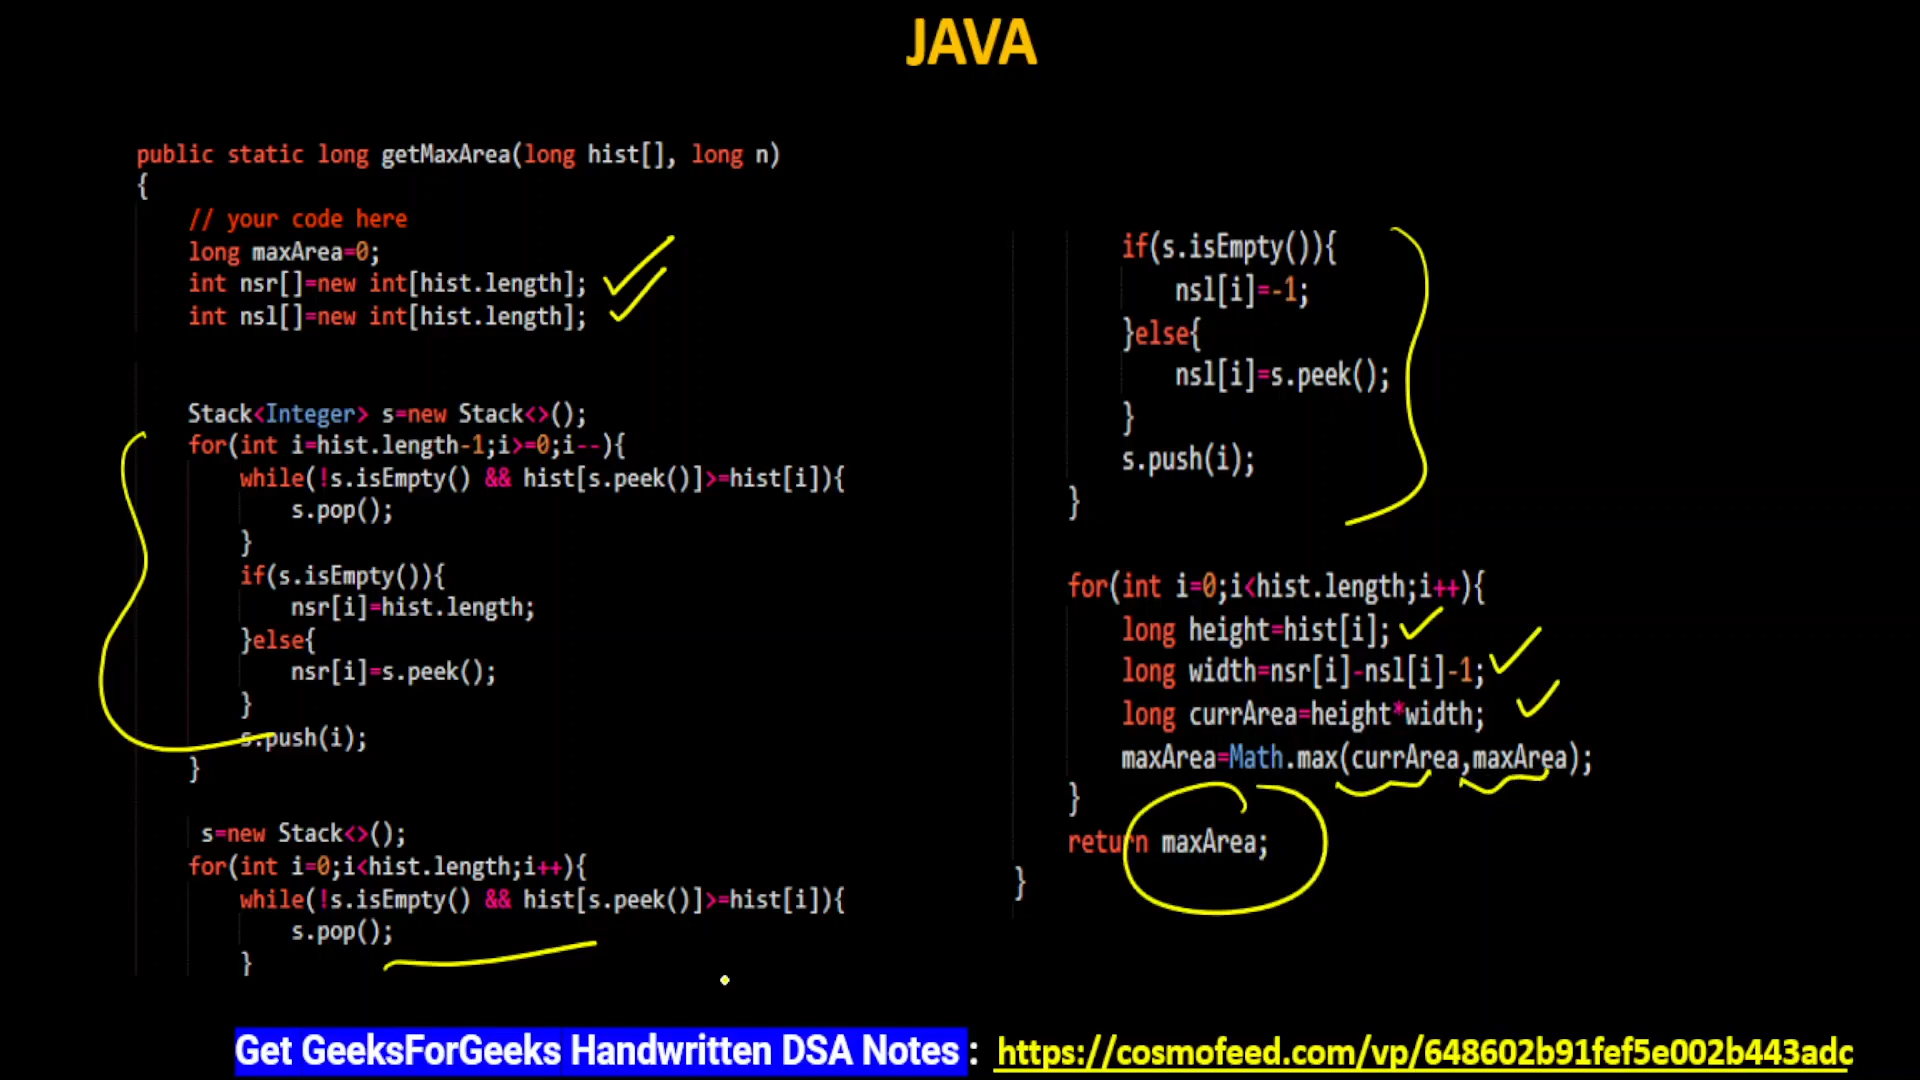 JAVA
public static long getMaxArea(long hist[], long n)
{
// your code here
long maxArea=0;
int nsr[]=new int[hist.length];
int nsl[]=new int[hist.length];
Stack<Integer> s=new Stack<>();
for(int i=hist.length-1;i>=0;i--){
while(!s.isEmpty() && hist[s.peek()]>=hist[i]){
s.pop();
}
if(s.isEmpty()){
nsr[i]=hist.length;
}else{
nsr[i]=s.peek();
}
s.push(i);
}
s=new Stack<>();
for(int i=0;i<hist.length;i++){
while(!s.isEmpty() && hist[s.peek()]>=hist[i]){
s.pop();
}
if(s.isEmpty()){
nsl[i]=-1;
}else{
nsl[i]=s.peek();
}
s.push(i);
}
for(int i=0;i<hist.length;i++){
long height=hist[i];
long width=nsr[i]-nsl[i]-1;
long currArea=height*width;
maxArea=Math.max(currArea,maxArea);
}
return maxArea;
}
Get GeeksForGeeks Handwritten DSA Notes : https://cosmofeed.com/vp/648602b91fef5e002b443adc